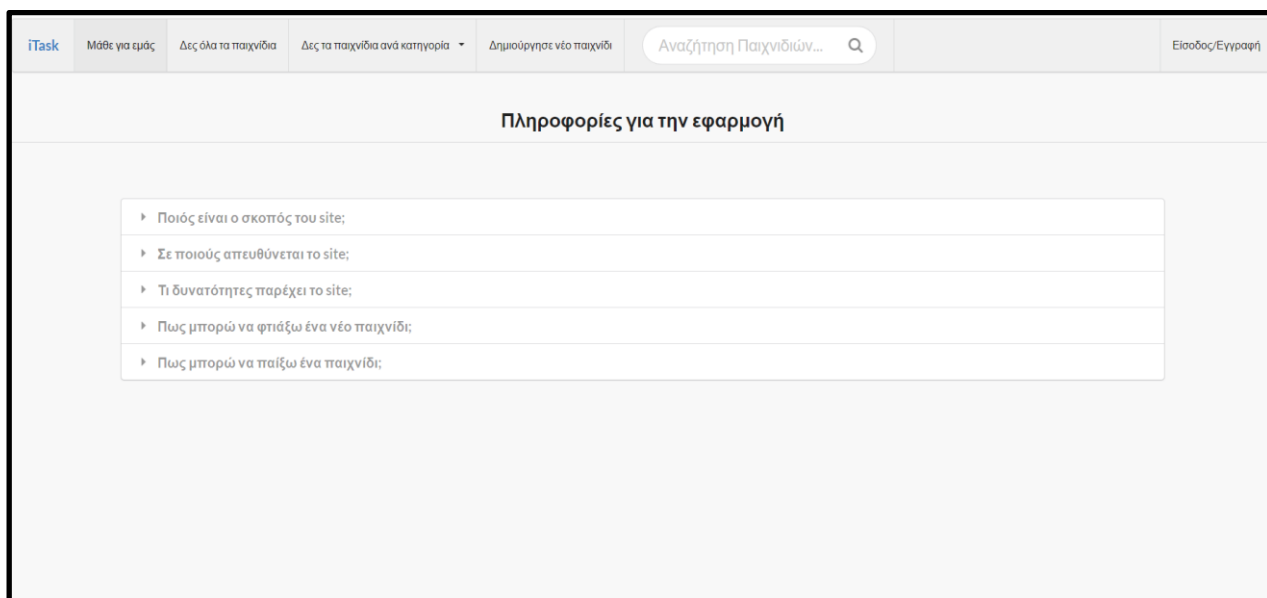 iTask Μάθε για εμάς Δες όλα τα παιχνίδια Δες τα παιχνίδια ανά κατηγορία Δημιούργησε νέο παιχνίδι Αναζήτηση Παιχνιδιών... Είσοδος/Εγγραφή
Πληροφορίες για την εφαρμογή
Ποιός είναι ο σκοπός του site;
Σε ποιούς απευθύνεται το site;
Τι δυνατότητες παρέχει το site;
Πως μπορώ να φτιάξω ένα νέο παιχνίδι;
Πως μπορώ να παίξω ένα παιχνίδι;